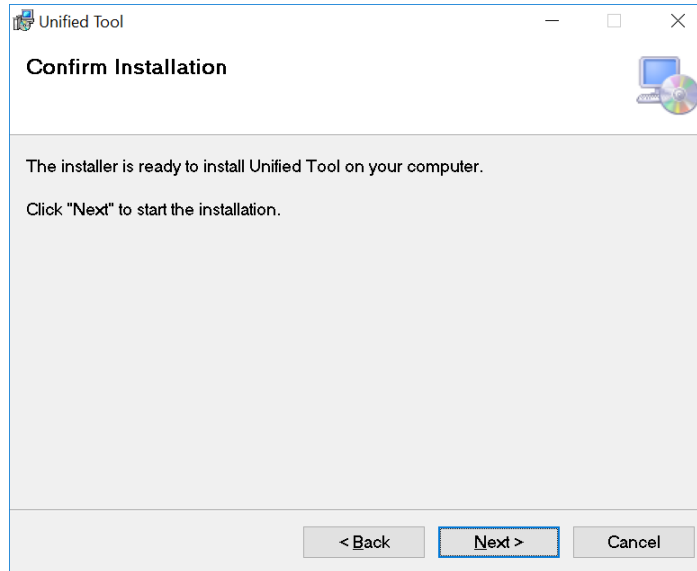 Unified Tool
Confirm Installation
The installer is ready to install Unified Tool on your computer.
Click "Next" to start the installation.
< Back
Next >
Cancel